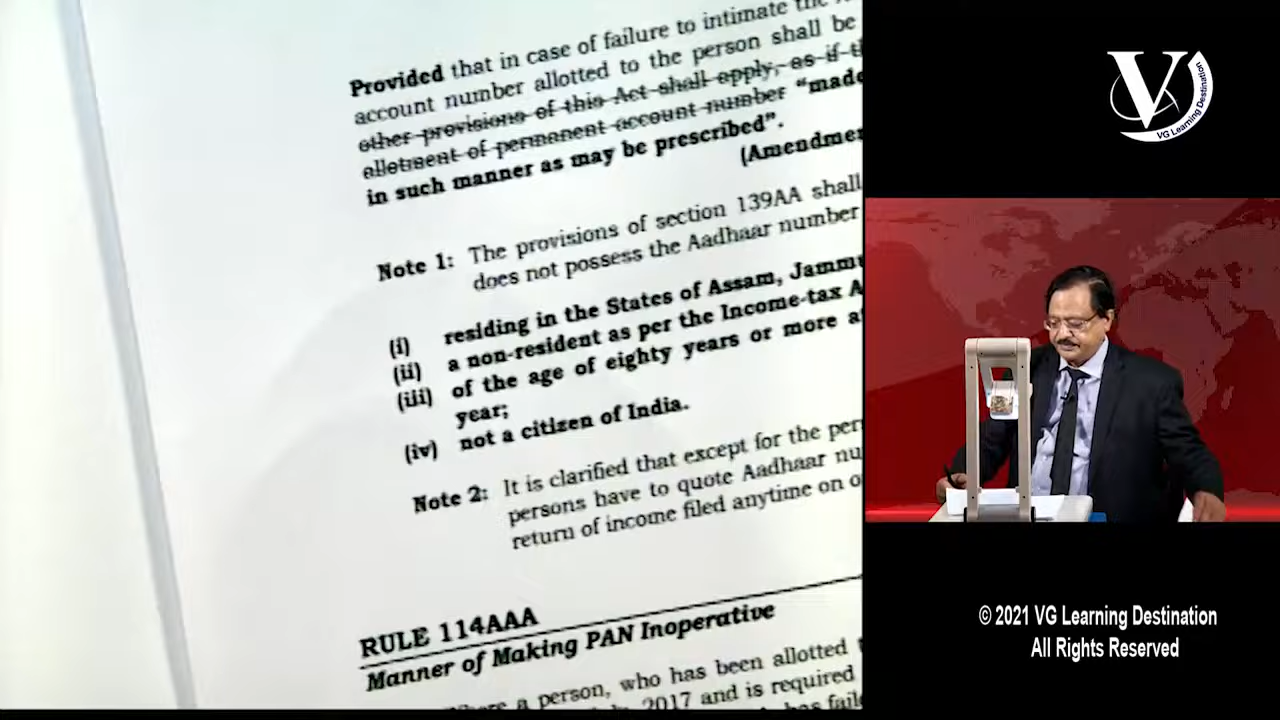 Provided that in case of failure to intimate the
account number allotted to the person shall be
other provisions of this Act shall apply, as if
allotment of permanent account number "made
in such manner as may be prescribed".
(Amendmen
Note 1: The provisions of section 139AA shall
does not possess the Aadhaar number
(i) residing in the States of Assam, Jammu
(ii) a non-resident as per the Income-tax A
(iii) of the age of eighty years or more a
year;
(iv) not a citizen of India.
Note 2: It is clarified that except for the per
persons have to quote Aadhaar nu
return of income filed anytime on o
RULE 114AAA
Manner of Making PAN Inoperative
a person, who has been allotted
2017 and is required
has fail
V
VG Learning Destination
© 2021 VG Learning Destination
All Rights Reserved